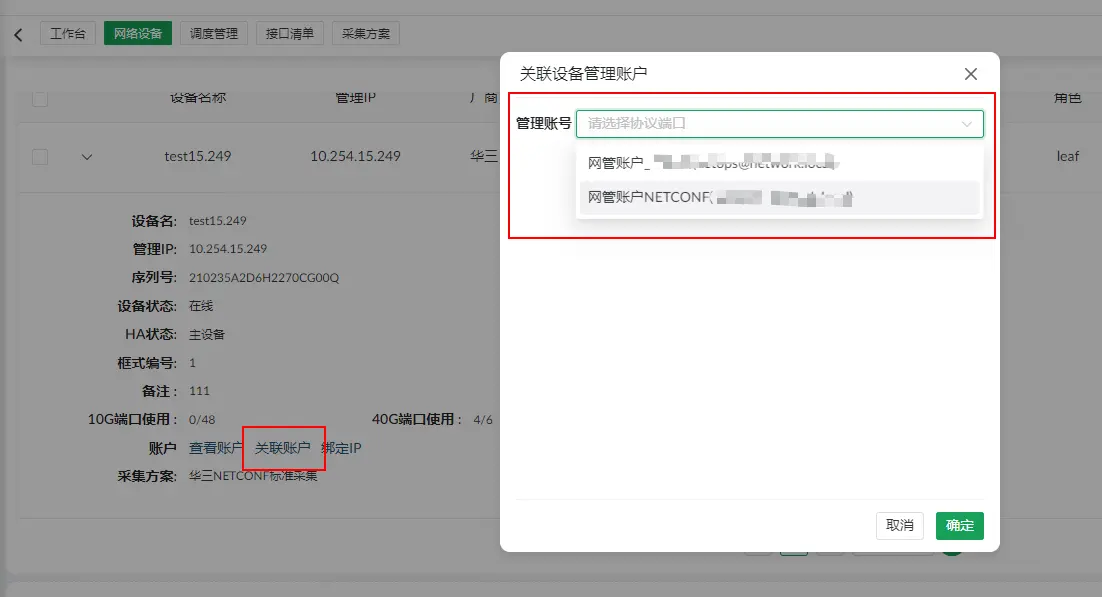 工作台 网络设备 调度管理 接口清单 采集方案
关联设备管理账户
设备名称 管理IP 厂商 角色
管理账号 请选择协议端口
test15.249 10.254.15.249 华三 leaf
网管账户_
网管账户NETCONF(
设备名: test15.249
管理IP: 10.254.15.249
序列号: 210235A2D6H2270CG00Q
设备状态: 在线
HA状态: 主设备
框式编号: 1
备注 : 111
10G端口使用 : 0/48 40G端口使用 : 4/6
账户 查看账户 关联账户 绑定IP
采集方案: 华三NETCONF标准采集
取消 确定